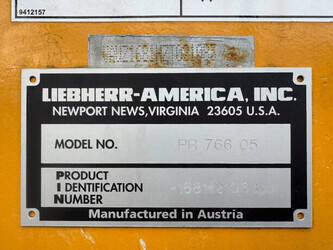 9412157
LIEBHERR-AMERICA, INC.
NEWPORT NEWS, VIRGINIA 23605 U.S.A.
MODEL NO. PR 766 05
PRODUCT
IDENTIFICATION
NUMBER
Manufactured in Austria